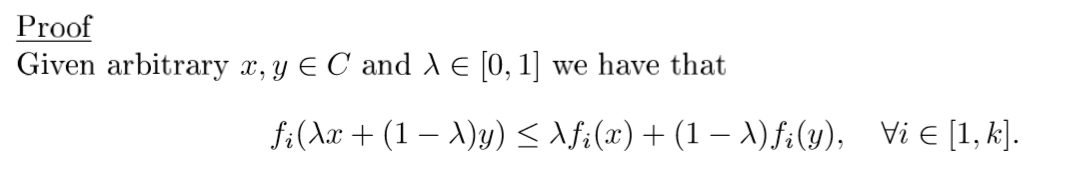 Proof
Given arbitrary x, y ∈ C and λ ∈ [0, 1] we have that
f_i(λx + (1 − λ)y) ≤ λf_i(x) + (1 − λ)f_i(y), ∀i ∈ [1, k].